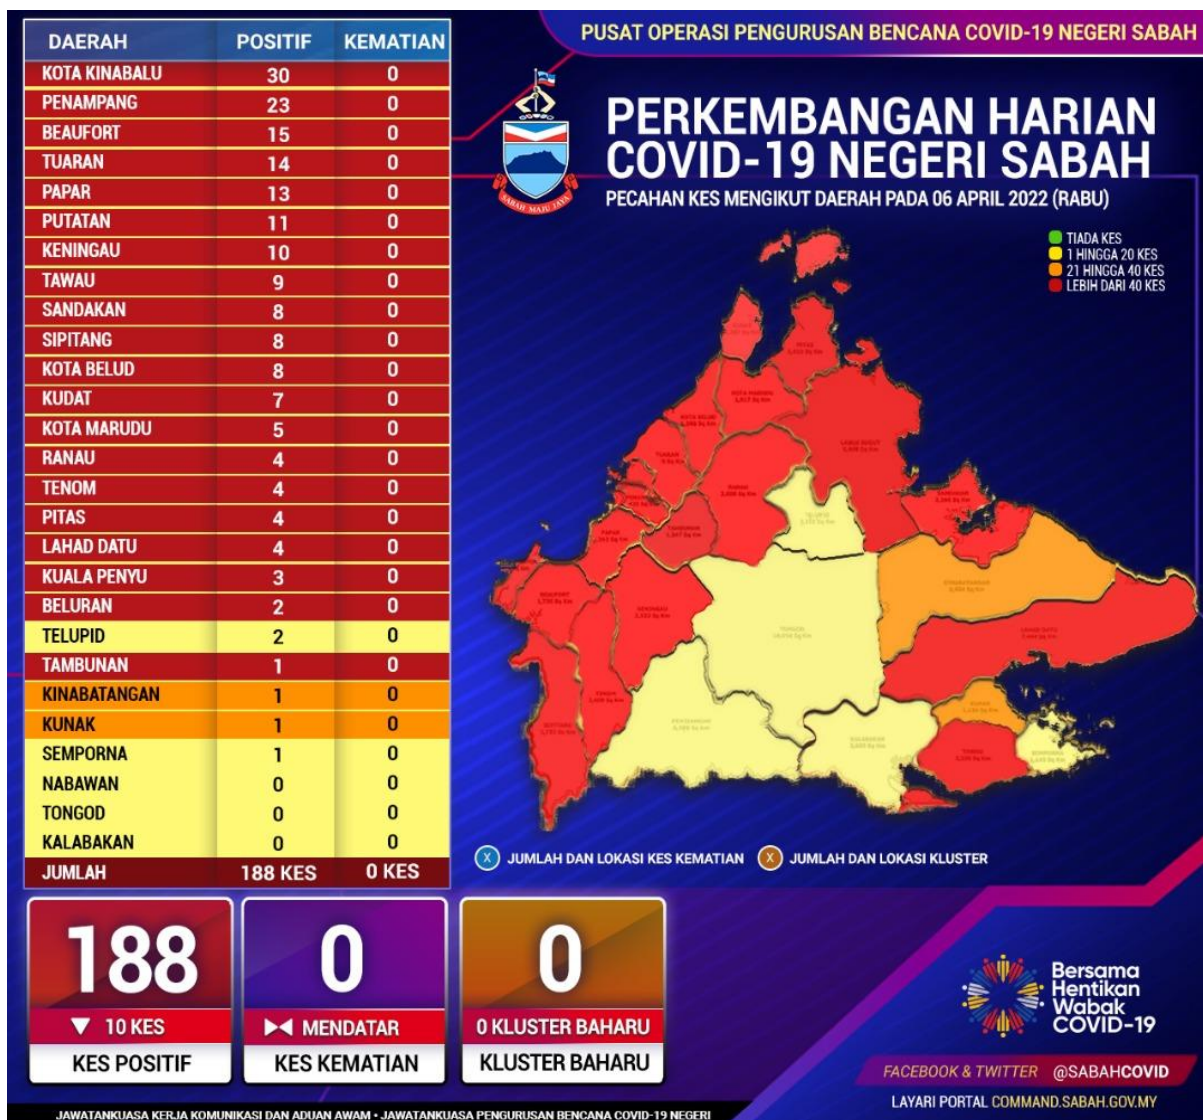 DAERAH POSITIF KEMATIAN
KOTA KINABALU 30 0
PENAMPANG 23 0
BEAUFORT 15 0
TUARAN 14 0
PAPAR 13 0
PUTATAN 11 0
KENINGAU 10 0
TAWAU 9 0
SANDAKAN 8 0
SIPITANG 8 0
KOTA BELUD 8 0
KUDAT 7 0
KOTA MARUDU 5 0
RANAU 4 0
TENOM 4 0
PITAS 4 0
LAHAD DATU 4 0
KUALA PENYU 3 0
BELURAN 2 0
TELUPID 2 0
TAMBUNAN 1 0
KINABATANGAN 1 0
KUNAK 1 0
SEMPORNA 1 0
NABAWAN 0 0
TONGOD 0 0
KALABAKAN 0 0
JUMLAH 188 KES 0 KES
PUSAT OPERASI PENGURUSAN BENCANA COVID-19 NEGERI SABAH
SABAH MAJU JAYA
PERKEMBANGAN HARIAN
COVID-19 NEGERI SABAH
PECAHAN KES MENGIKUT DAERAH PADA 06 APRIL 2022 (RABU)
TIADA KES
1 HINGGA 20 KES
21 HINGGA 40 KES
LEBIH DARI 40 KES
X JUMLAH DAN LOKASI KES KEMATIAN
X JUMLAH DAN LOKASI KLUSTER
188
▼ 10 KES
KES POSITIF
0
MENDATAR
KES KEMATIAN
0
0 KLUSTER BAHARU
KLUSTER BAHARU
Bersama
Hentikan
Wabak
COVID-19
FACEBOOK & TWITTER @SABAHCOVID
LAYARI PORTAL COMMAND.SABAH.GOV.MY
JAWATANKUASA KERJA KOMUNIKASI DAN ADUAN AWAM • JAWATANKUASA PENGURUSAN BENCANA COVID-19 NEGERI